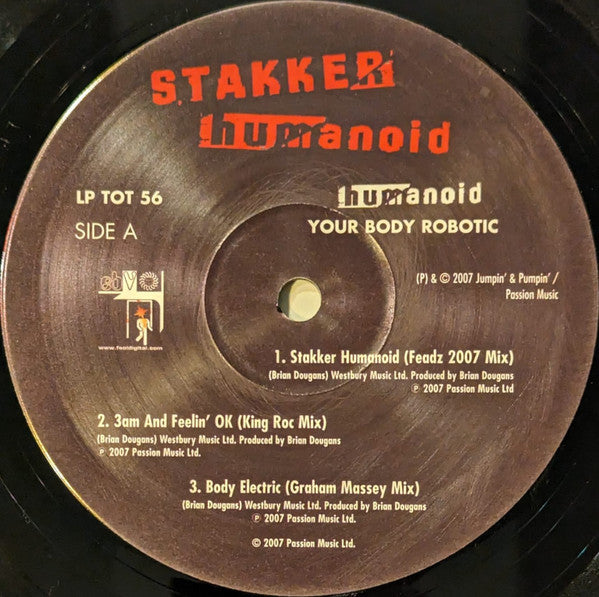 STAKKER
humanoid
LP TOT 56
SIDE A
humanoid
YOUR BODY ROBOTIC
(P) & © 2007 Jumpin' & Pumpin' /
Passion Music
www.fsoldigital.com
1. Stakker Humanoid (Feadz 2007 Mix)
(Brian Dougans) Westbury Music Ltd. Produced by Brian Dougans
℗ 2007 Passion Music Ltd
2. 3am And Feelin' OK (King Roc Mix)
(Brian Dougans) Westbury Music Ltd. Produced by Brian Dougans
℗ 2007 Passion Music Ltd.
3. Body Electric (Graham Massey Mix)
(Brian Dougans) Westbury Music Ltd. Produced by Brian Dougans
℗ 2007 Passion Music Ltd.
© 2007 Passion Music Ltd.